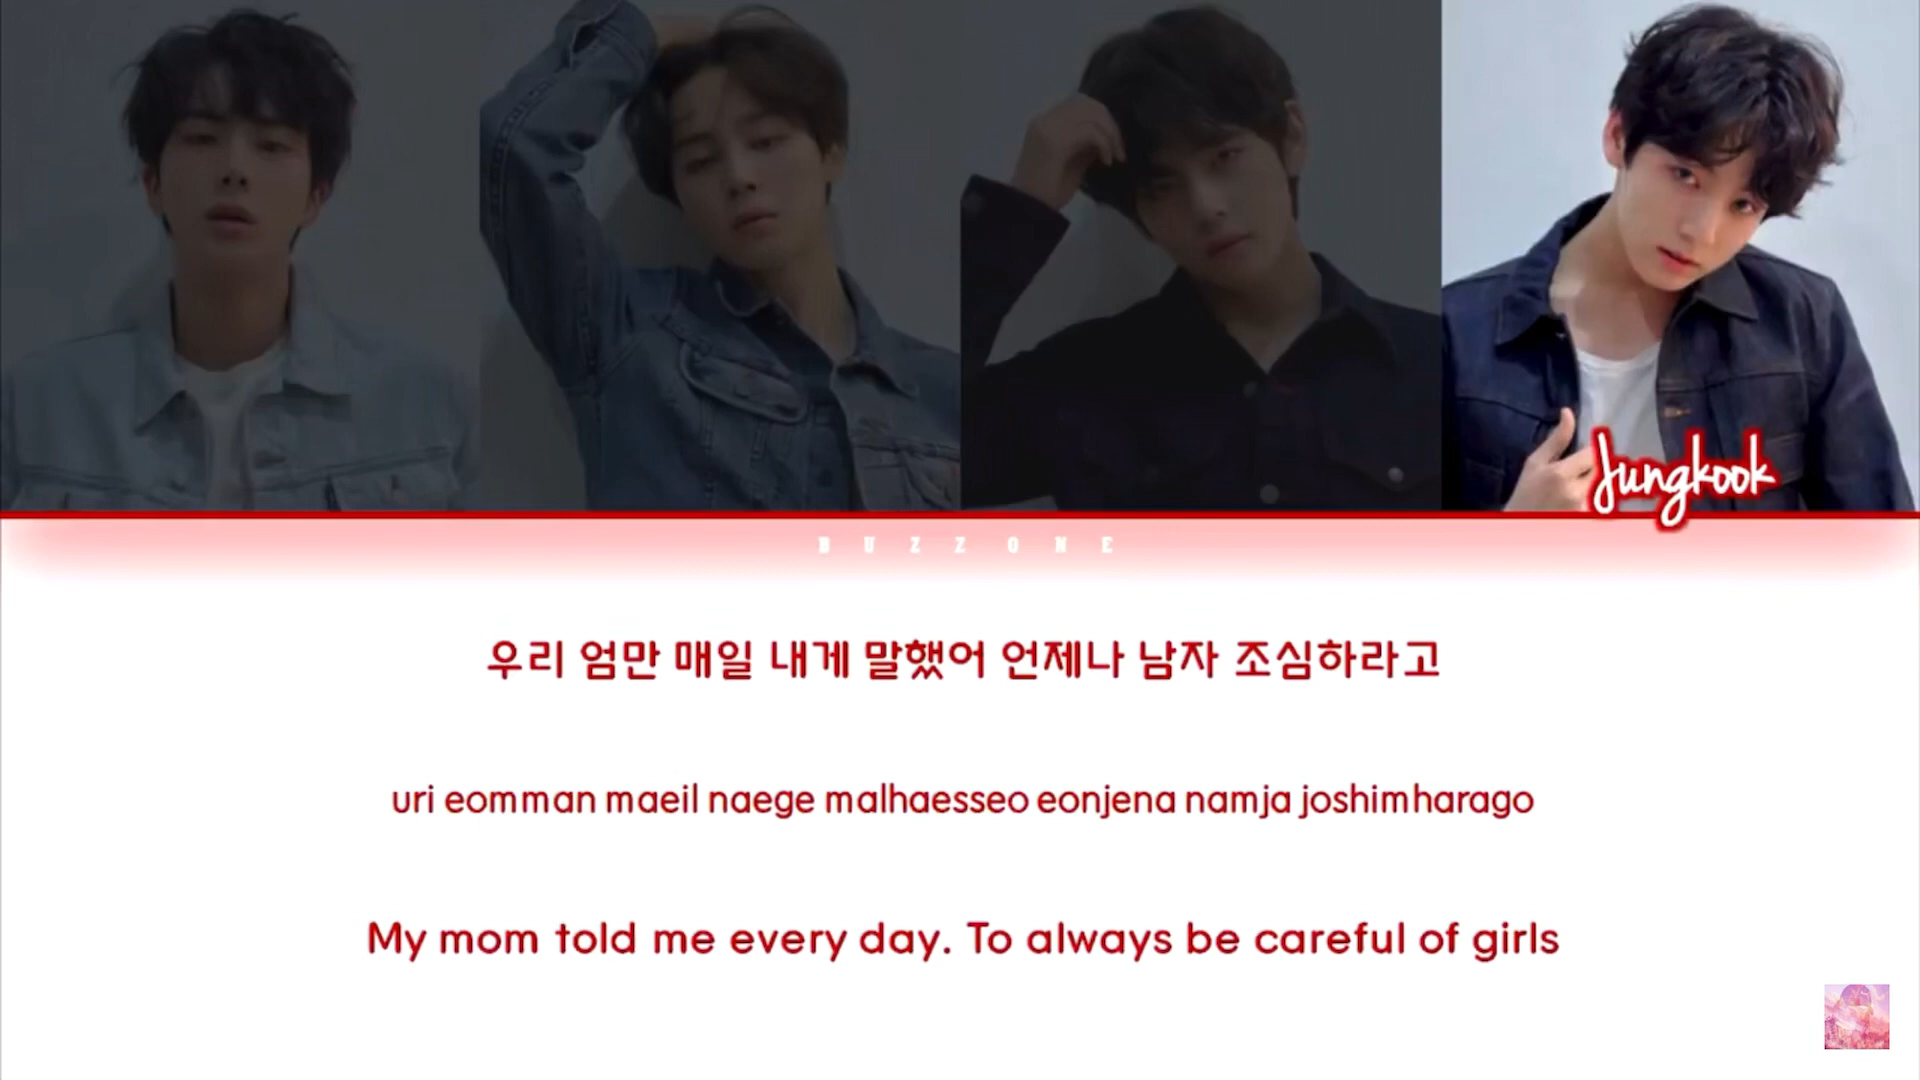 Jungkook
BUZZONE
우리 엄만 매일 내게 말했어 언제나 남자 조심하라고
uri eomman maeil naege malhaesseo eonjena namja joshimharago
My mom told me every day. To always be careful of girls